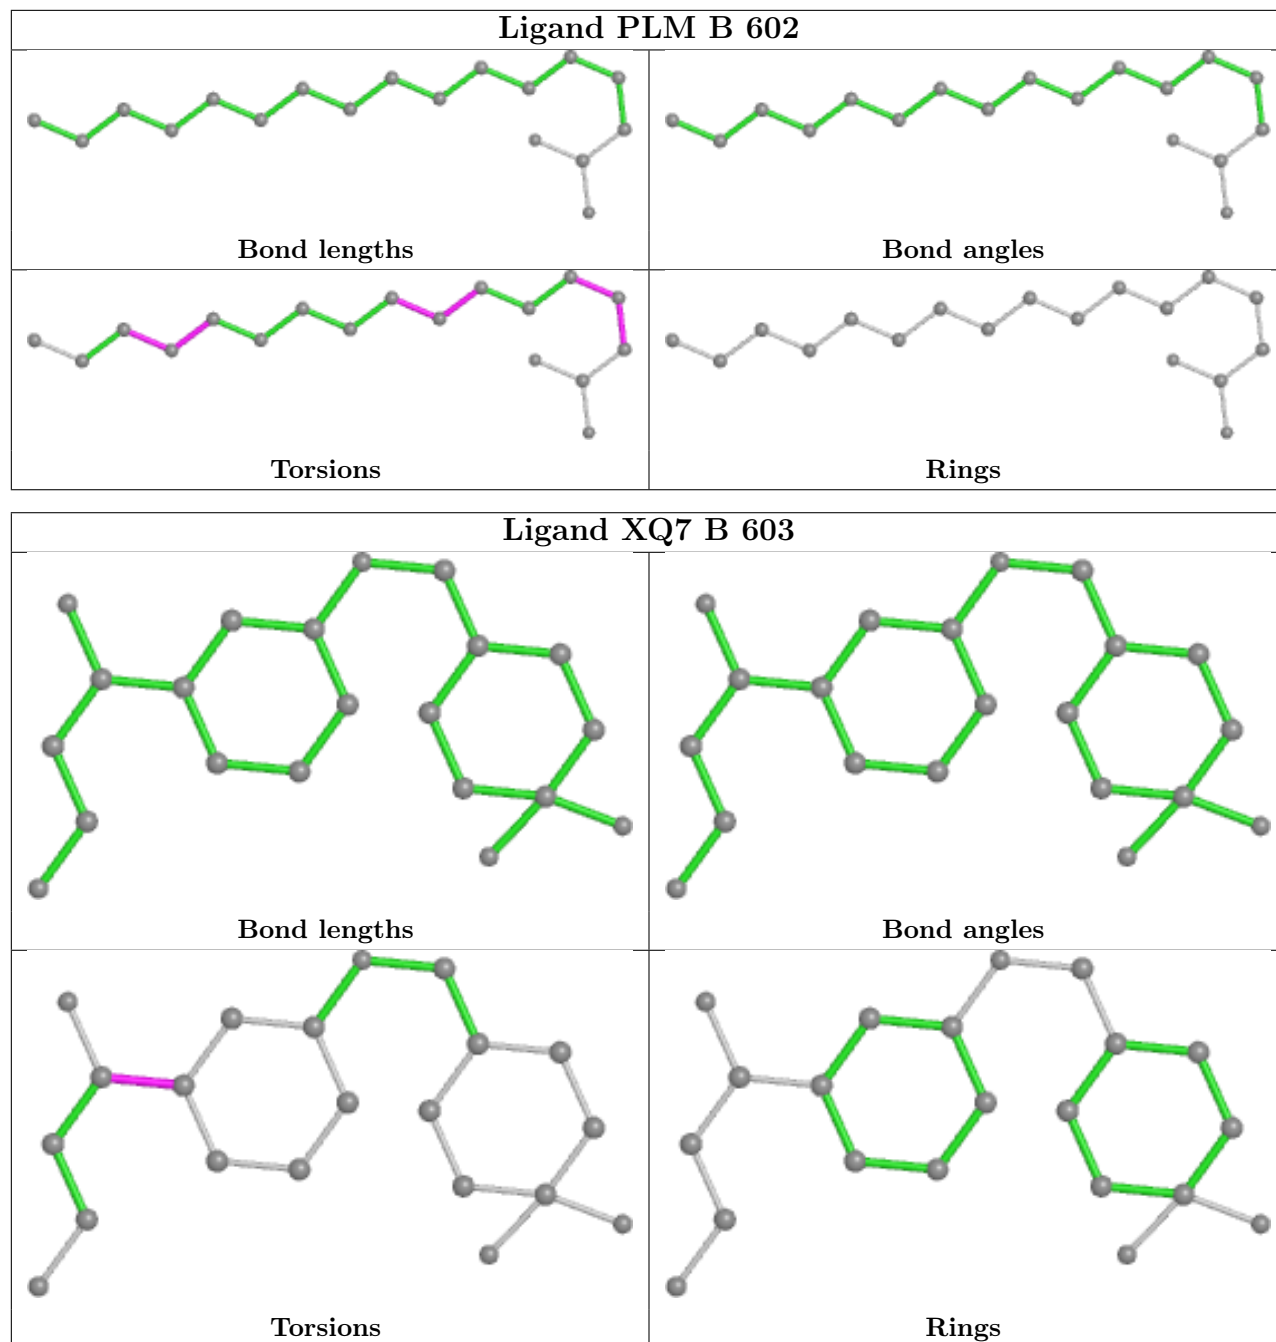 Ligand PLM B 602
Bond lengths
Bond angles
Torsions
Rings
Ligand XQ7 B 603
Bond lengths
Bond angles
Torsions
Rings